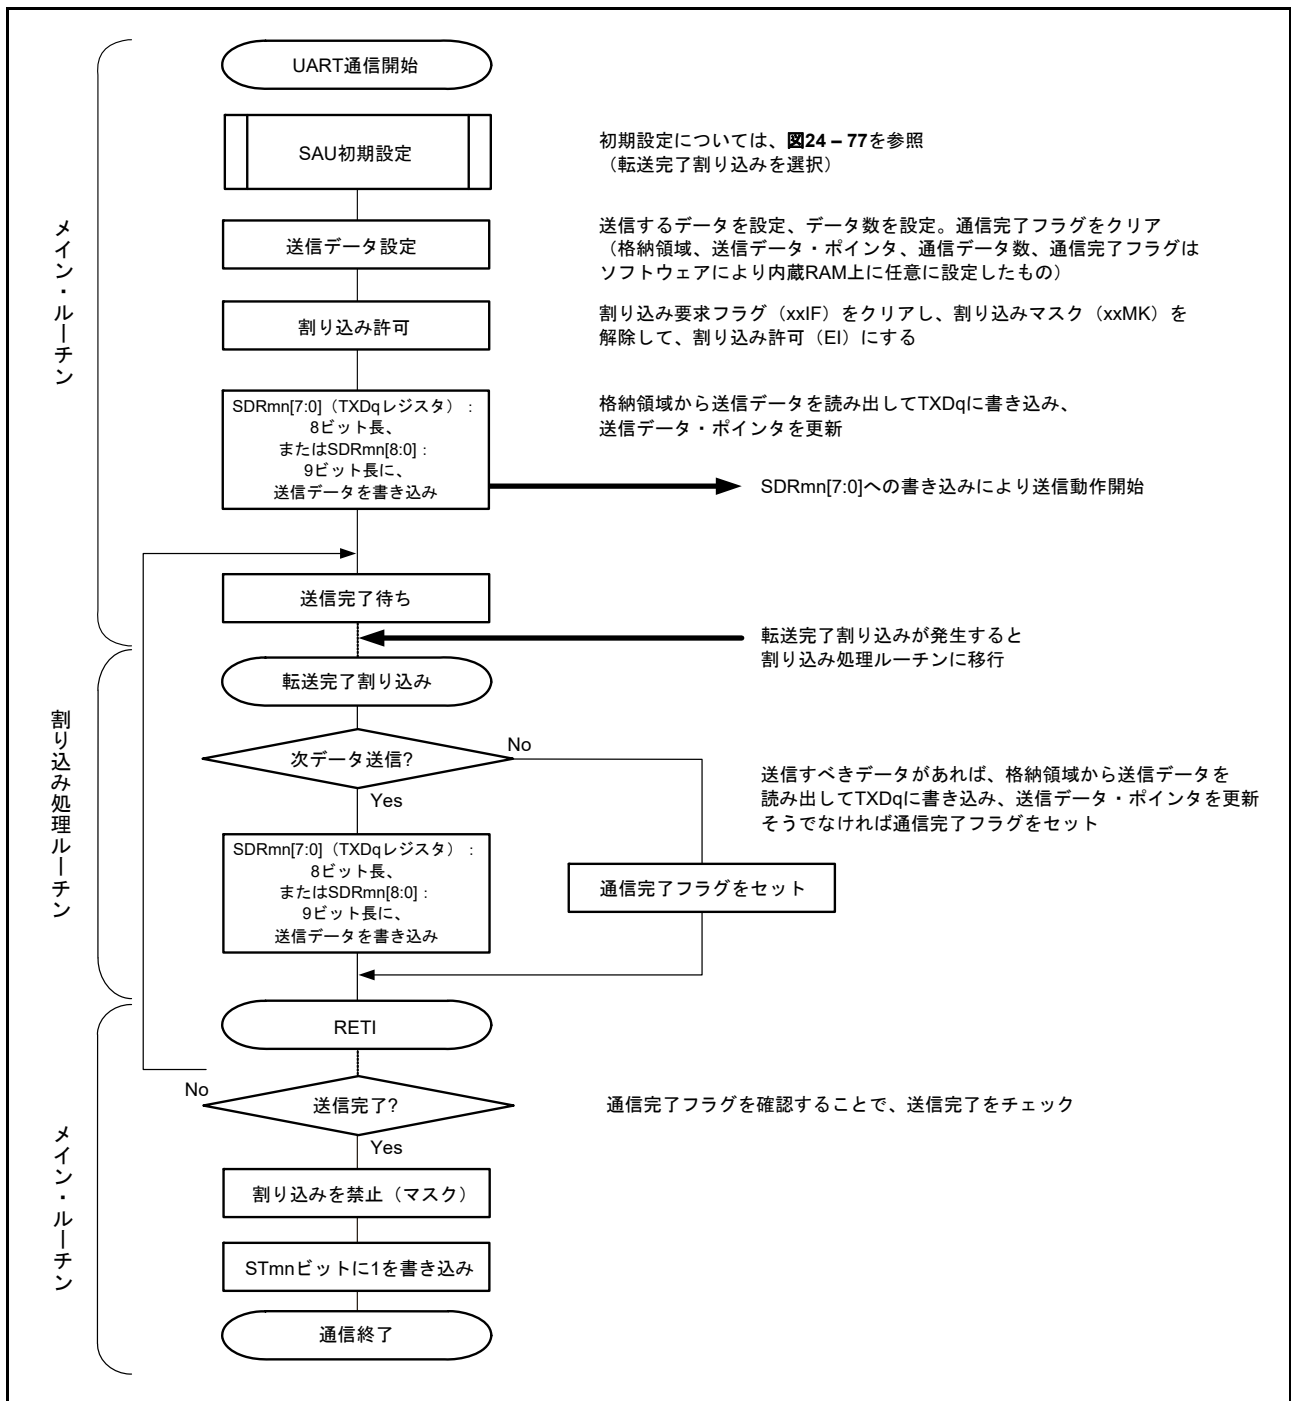 UART通信開始
SAU初期設定
初期設定については、図24 – 77を参照
（転送完了割り込みを選択）
メイン・ルーチン
送信データ設定
送信するデータを設定、データ数を設定。通信完了フラグをクリア
（格納領域、送信データ・ポインタ、通信データ数、通信完了フラグは
ソフトウェアにより内蔵RAM上に任意に設定したもの）
割り込み許可
割り込み要求フラグ（xxIF）をクリアし、割り込みマスク（xxMK）を
解除して、割り込み許可（EI）にする
SDRmn[7:0]（TXDqレジスタ）：
8ビット長、
またはSDRmn[8:0]：
9ビット長に、
送信データを書き込み
格納領域から送信データを読み出してTXDqに書き込み、
送信データ・ポインタを更新
SDRmn[7:0]への書き込みにより送信動作開始
送信完了待ち
転送完了割り込みが発生すると
割り込み処理ルーチンに移行
転送完了割り込み
割り込み処理ルーチン
次データ送信?
No
Yes
送信すべきデータがあれば、格納領域から送信データを
読み出してTXDqに書き込み、送信データ・ポインタを更新
そうでなければ通信完了フラグをセット
SDRmn[7:0]（TXDqレジスタ）：
8ビット長、
またはSDRmn[8:0]：
9ビット長に、
送信データを書き込み
通信完了フラグをセット
RETI
メイン・ルーチン
No
送信完了?
通信完了フラグを確認することで、送信完了をチェック
Yes
割り込みを禁止（マスク）
STmnビットに1を書き込み
通信終了